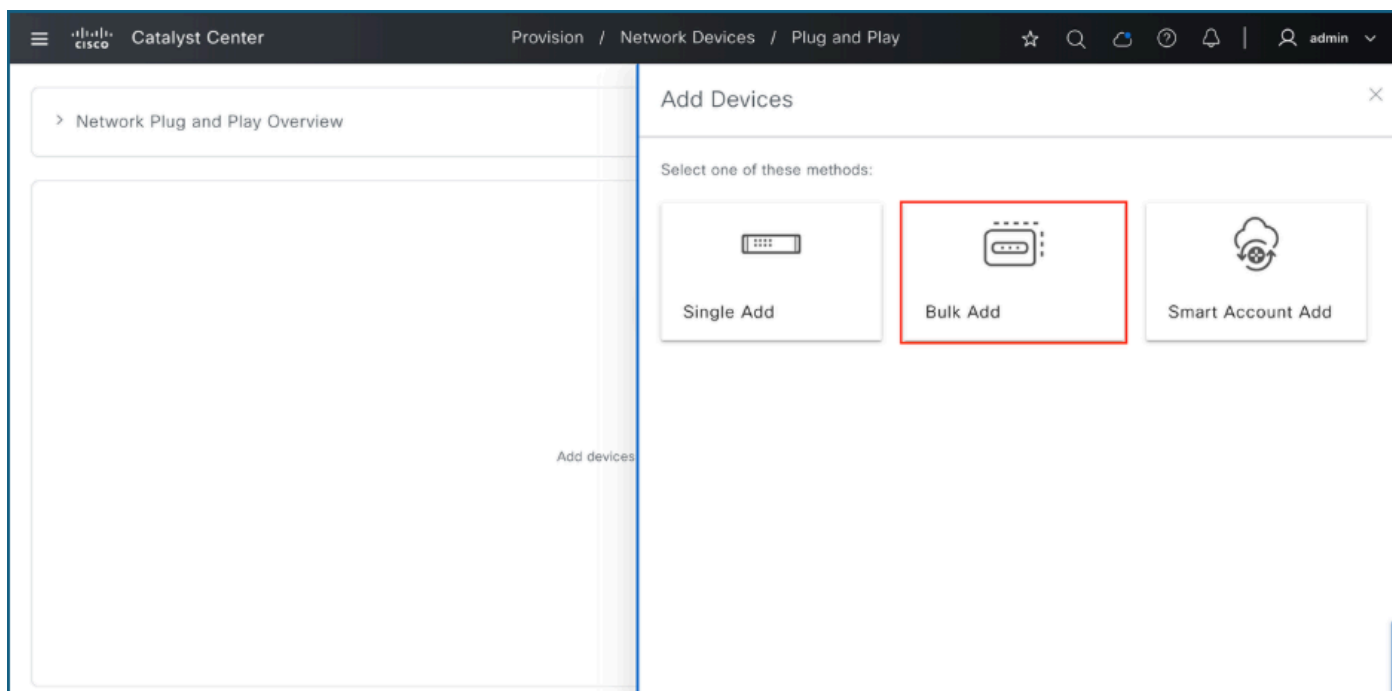 cisco Catalyst Center Provision / Network Devices / Plug and Play admin
Add Devices
Network Plug and Play Overview
Select one of these methods:
Single Add Bulk Add Smart Account Add
Add devices